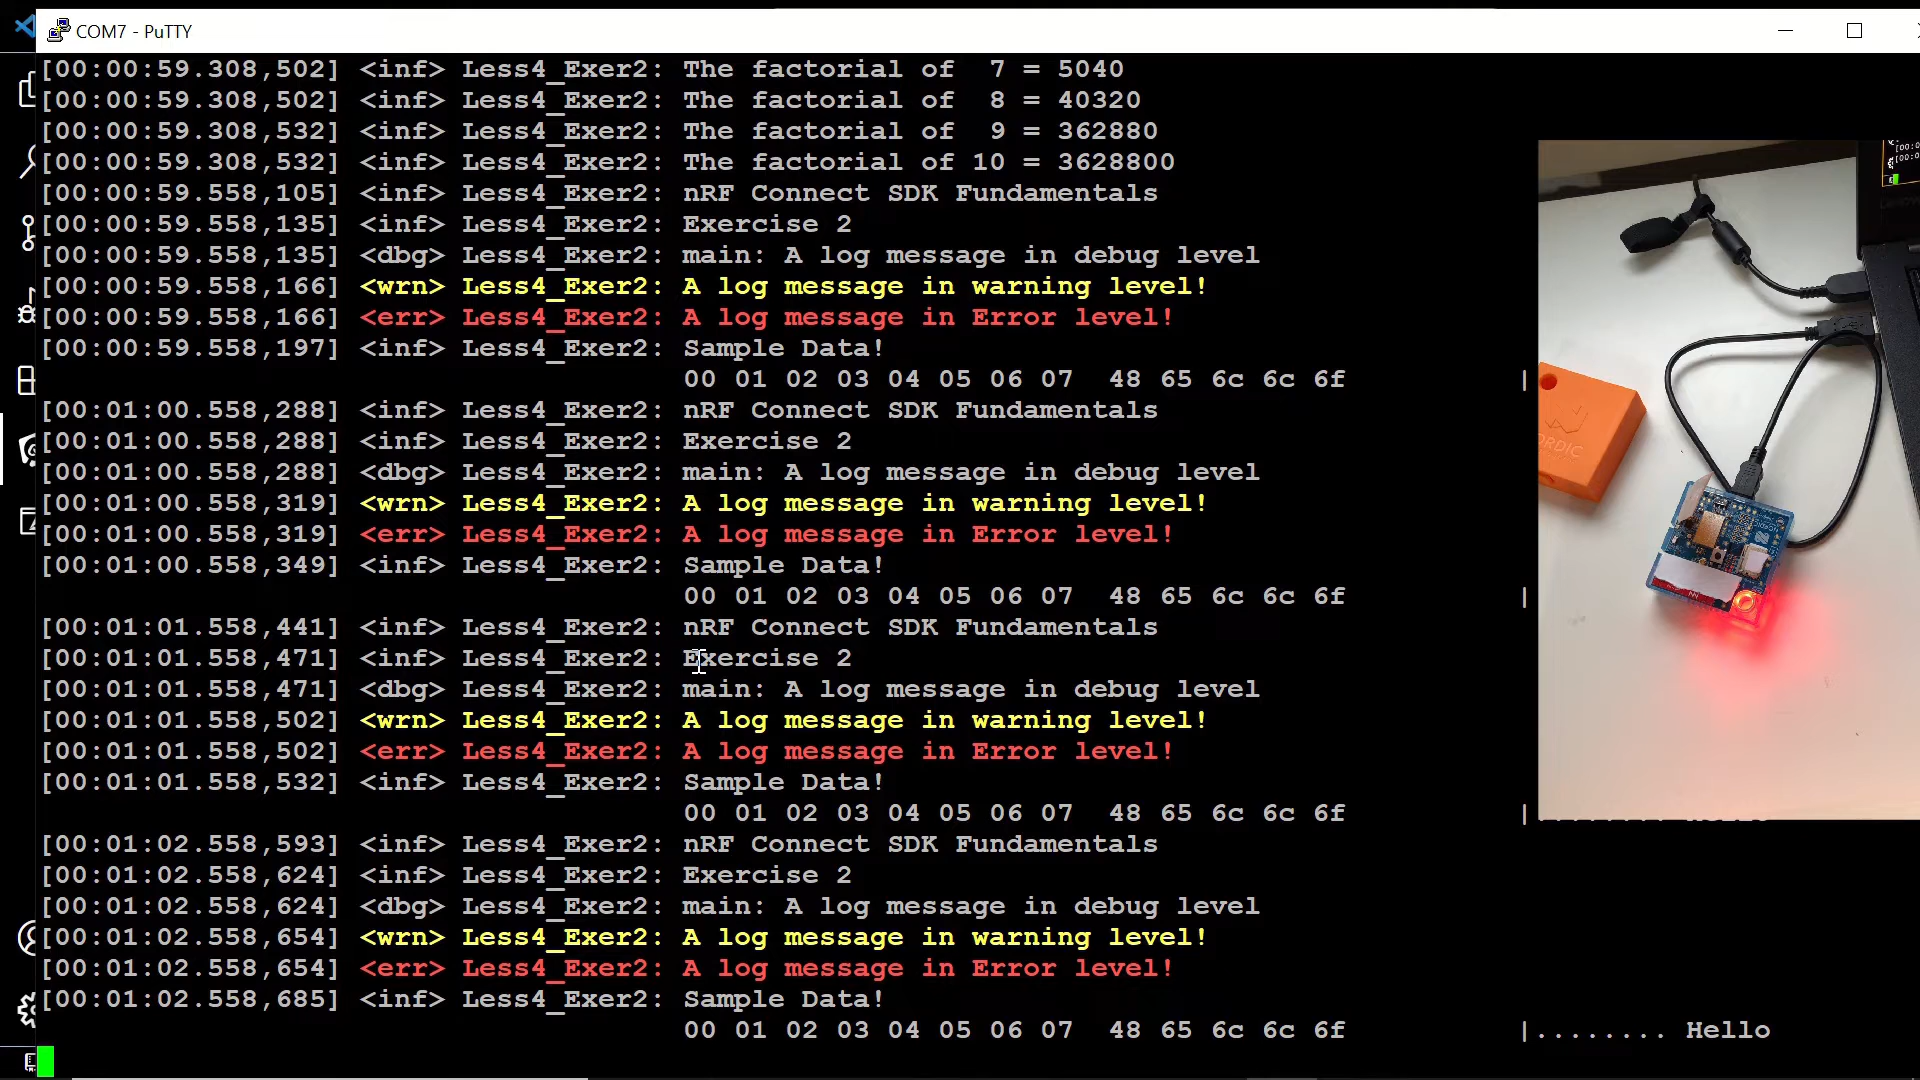 COM7 - PuTTY
[00:00:59.308,502] <inf> Less4_Exer2: The factorial of  7 = 5040
[00:00:59.308,502] <inf> Less4_Exer2: The factorial of  8 = 40320
[00:00:59.308,532] <inf> Less4_Exer2: The factorial of  9 = 362880
[00:00:59.308,532] <inf> Less4_Exer2: The factorial of 10 = 3628800
[00:00:59.558,105] <inf> Less4_Exer2: nRF Connect SDK Fundamentals
[00:00:59.558,135] <inf> Less4_Exer2: Exercise 2
[00:00:59.558,135] <dbg> Less4_Exer2: main: A log message in debug level
[00:00:59.558,166] <wrn> Less4_Exer2: A log message in warning level!
[00:00:59.558,166] <err> Less4_Exer2: A log message in Error level!
[00:00:59.558,197] <inf> Less4_Exer2: Sample Data!
00 01 02 03 04 05 06 07  48 65 6c 6c 6f |
[00:01:00.558,288] <inf> Less4_Exer2: nRF Connect SDK Fundamentals
[00:01:00.558,288] <inf> Less4_Exer2: Exercise 2
[00:01:00.558,288] <dbg> Less4_Exer2: main: A log message in debug level
[00:01:00.558,319] <wrn> Less4_Exer2: A log message in warning level!
[00:01:00.558,319] <err> Less4_Exer2: A log message in Error level!
[00:01:00.558,349] <inf> Less4_Exer2: Sample Data!
00 01 02 03 04 05 06 07  48 65 6c 6c 6f |
[00:01:01.558,441] <inf> Less4_Exer2: nRF Connect SDK Fundamentals
[00:01:01.558,471] <inf> Less4_Exer2: Exercise 2
[00:01:01.558,471] <dbg> Less4_Exer2: main: A log message in debug level
[00:01:01.558,502] <wrn> Less4_Exer2: A log message in warning level!
[00:01:01.558,502] <err> Less4_Exer2: A log message in Error level!
[00:01:01.558,532] <inf> Less4_Exer2: Sample Data!
00 01 02 03 04 05 06 07  48 65 6c 6c 6f |
[00:01:02.558,593] <inf> Less4_Exer2: nRF Connect SDK Fundamentals
[00:01:02.558,624] <inf> Less4_Exer2: Exercise 2
[00:01:02.558,624] <dbg> Less4_Exer2: main: A log message in debug level
[00:01:02.558,654] <wrn> Less4_Exer2: A log message in warning level!
[00:01:02.558,654] <err> Less4_Exer2: A log message in Error level!
[00:01:02.558,685] <inf> Less4_Exer2: Sample Data!
00 01 02 03 04 05 06 07  48 65 6c 6c 6f |........ Hello